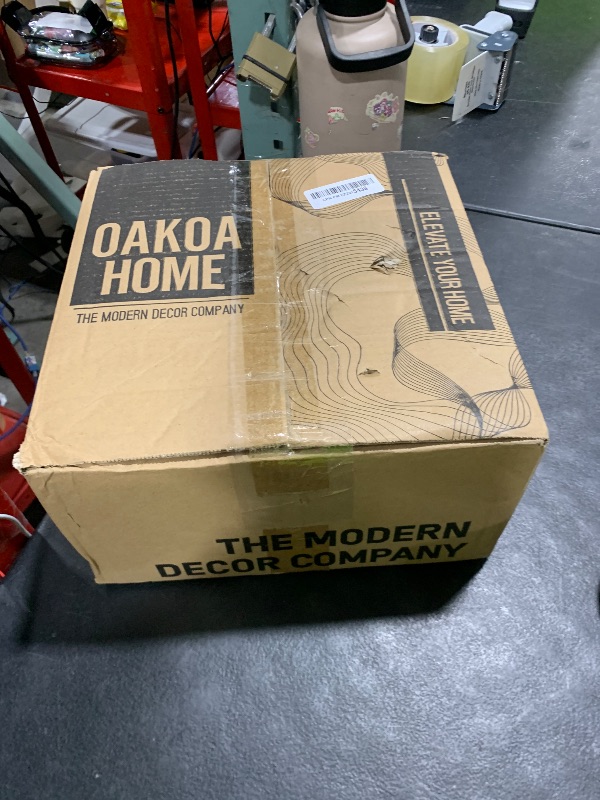 OAKOA
HOME
THE MODERN DECOR COMPANY
ELEVATE YOUR HOME
THE MODERN
DECOR COMPANY